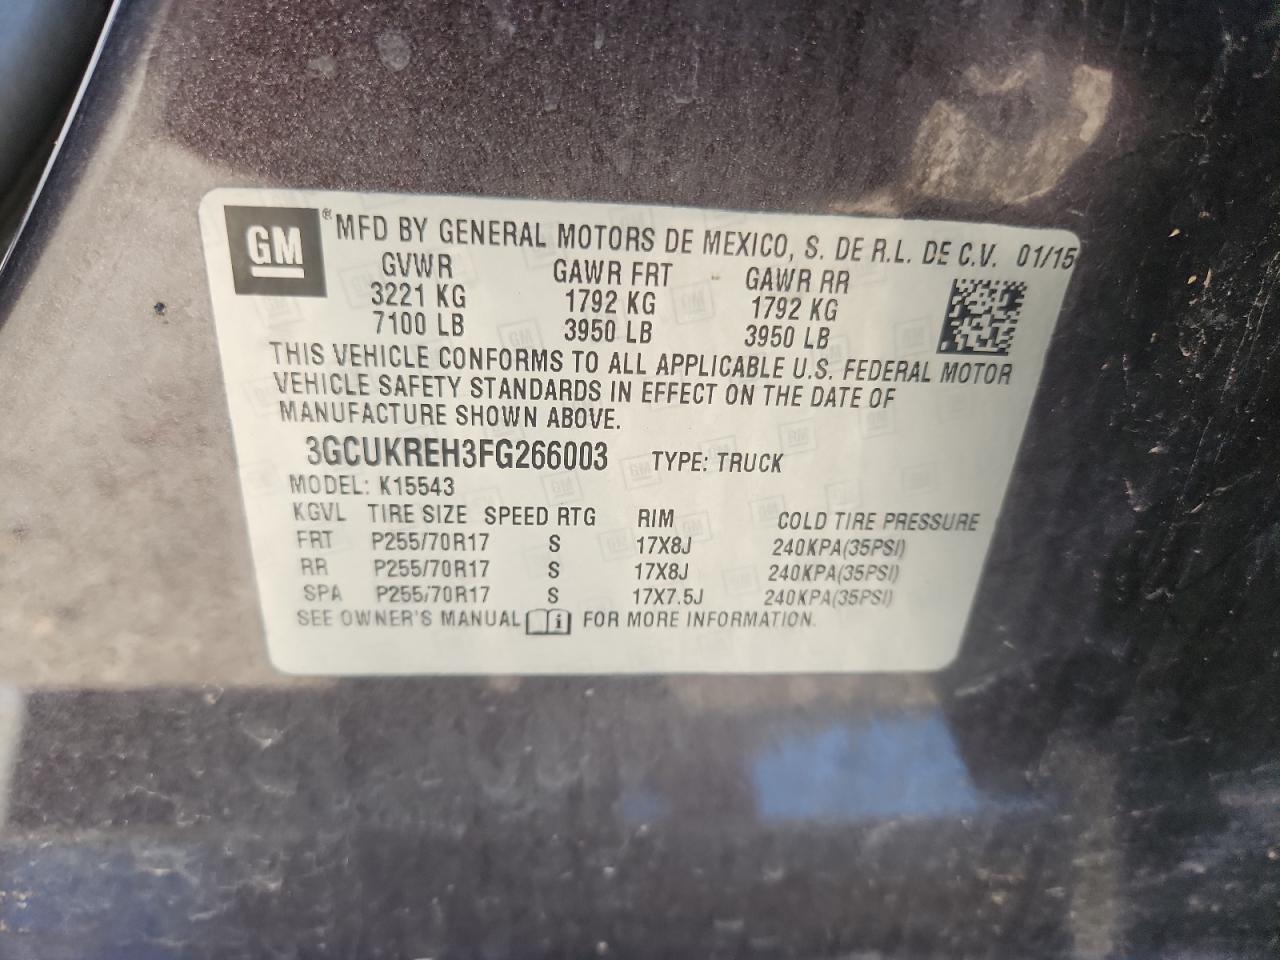 GM ® MFD BY GENERAL MOTORS DE MEXICO, S. DE R.L. DE C.V. 01/15
GVWR GAWR FRT GAWR RR
3221 KG 1792 KG 1792 KG
7100 LB 3950 LB 3950 LB
THIS VEHICLE CONFORMS TO ALL APPLICABLE U.S. FEDERAL MOTOR
VEHICLE SAFETY STANDARDS IN EFFECT ON THE DATE OF
MANUFACTURE SHOWN ABOVE.
3GCUKREH3FG266003 TYPE: TRUCK
MODEL: K15543
KGVL TIRE SIZE SPEED RTG RIM COLD TIRE PRESSURE
FRT P255/70R17 S 17X8J 240KPA(35PSI)
RR P255/70R17 S 17X8J 240KPA(35PSI)
SPA P255/70R17 S 17X7.5J 240KPA(35PSI)
SEE OWNER'S MANUAL i FOR MORE INFORMATION.